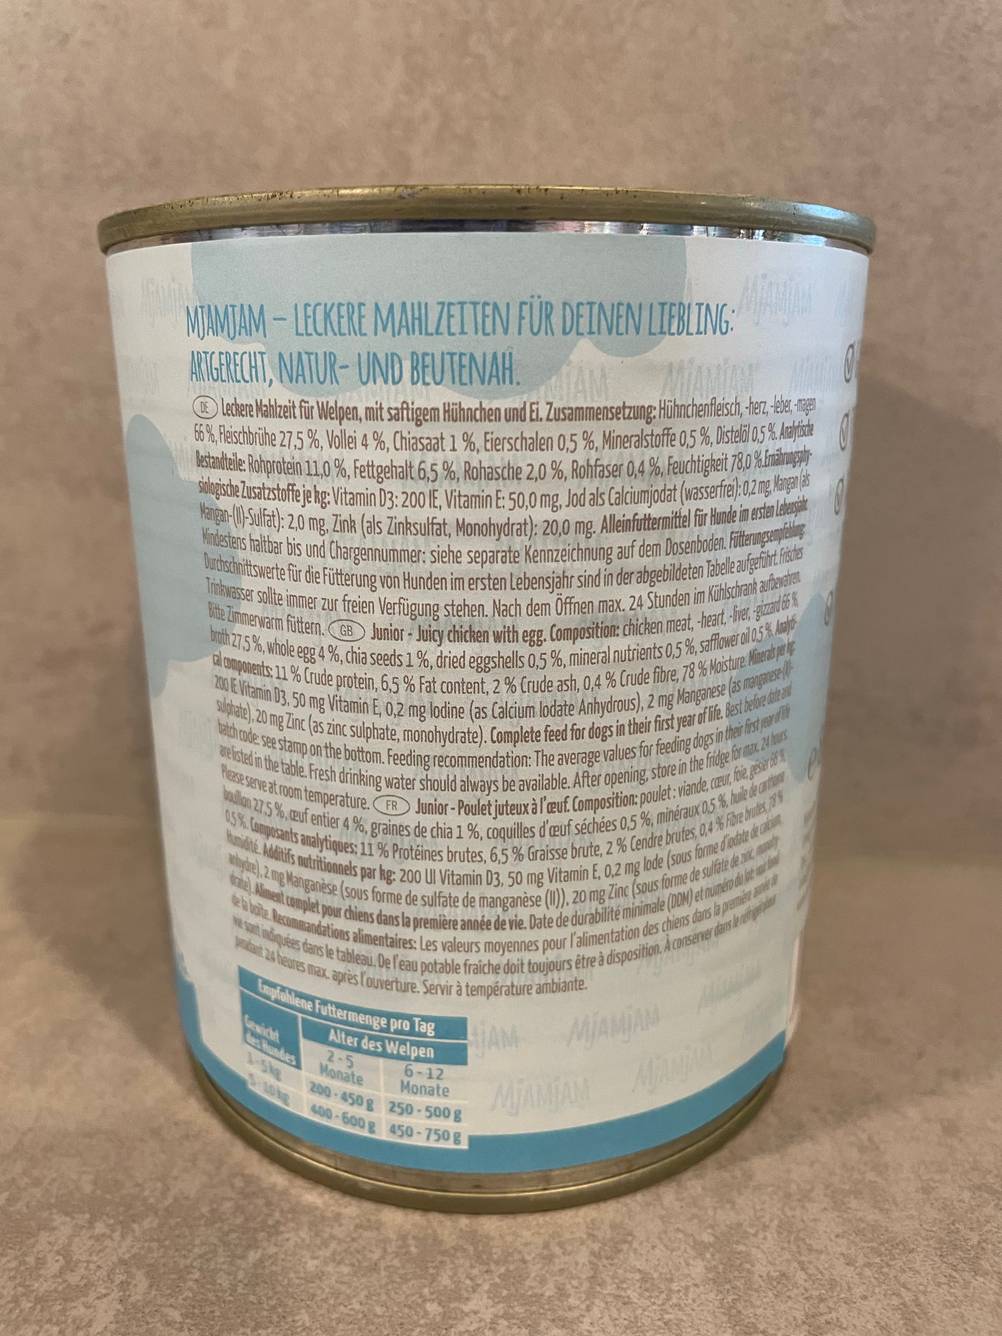 MJAMJAM – LECKERE MAHLZEITEN FÜR DEINEN LIEBLING:
ARTGERECHT, NATUR- UND BEUTENAH.
DE Leckere Mahlzeit für Welpen, mit saftigem Hühnchen und Ei. Zusammensetzung: Hühnchenfleisch, -herz, -leber, -magen
66 %, Fleischbrühe 27,5 %, Vollei 4 %, Chiasaat 1 %, Eierschalen 0,5 %, Mineralstoffe 0,5 %, Distelöl 0,5 %. Analytische
Bestandteile: Rohprotein 11,0 %, Fettgehalt 6,5 %, Rohasche 2,0 %, Rohfaser 0,4 %, Feuchtigkeit 78,0 %. Ernährungsphy-
siologische Zusatzstoffe je kg: Vitamin D3: 200 IE, Vitamin E: 50,0 mg, Jod als Calciumjodat (wasserfrei): 0,2 mg, Mangan (als
Mangan-(II)-Sulfat): 2,0 mg, Zink (als Zinksulfat, Monohydrat): 20,0 mg. Alleinfuttermittel für Hunde im ersten Lebensjahr.
Mindestens haltbar bis und Chargennummer: siehe separate Kennzeichnung auf dem Dosenboden. Fütterungsempfehlung:
Durchschnittswerte für die Fütterung von Hunden im ersten Lebensjahr sind in der abgebildeten Tabelle aufgeführt. Frisches
Trinkwasser sollte immer zur freien Verfügung stehen. Nach dem Öffnen max. 24 Stunden im Kühlschrank aufbewahren.
Bitte Zimmerwarm füttern. GB Junior - Juicy chicken with egg. Composition: chicken meat, -heart, -liver, -gizzard 66 %,
broth 27,5 %, whole egg 4 %, chia seeds 1 %, dried eggshells 0,5 %, mineral nutrients 0,5 %, safflower oil 0.5 %. Analyti-
cal components: 11 % Crude protein, 6,5 % Fat content, 2 % Crude ash, 0,4 % Crude fibre, 78 % Moisture. Minerals per kg:
200 IE Vitamin D3, 50 mg Vitamin E, 0,2 mg Iodine (as Calcium Iodate Anhydrous), 2 mg Manganese (as manganese-(II)-
sulphate), 20 mg Zinc (as zinc sulphate, monohydrate). Complete feed for dogs in their first year of life. Best before date and
batch code: see stamp on the bottom. Feeding recommendation: The average values for feeding dogs in their first year of life
are listed in the table. Fresh drinking water should always be available. After opening, store in the fridge for max. 24 hours.
Please serve at room temperature. FR Junior - Poulet juteux à l'œuf. Composition: poulet : viande, cœur, foie, gésier 66 %,
bouillon 27,5 %, œuf entier 4 %, graines de chia 1 %, coquilles d'œuf séchées 0,5 %, minéraux 0,5 %, huile de carthame
0,5 %. Composants analytiques: 11 % Protéines brutes, 6,5 % Graisse brute, 2 % Cendre brutes, 0,4 % Fibre brutes, 78 %
Humidité. Additifs nutritionnels par kg: 200 UI Vitamin D3, 50 mg Vitamin E, 0,2 mg Iode (sous forme d'iodate de calcium,
anhydre), 2 mg Manganèse (sous forme de sulfate de manganèse (II)), 20 mg Zinc (sous forme de sulfate de zinc, monohy-
drate). Aliment complet pour chiens dans la première année de vie. Date de durabilité minimale (DDM) et numéro du lot: voir fond
de la boîte. Recommandations alimentaires: Les valeurs moyennes pour l'alimentation des chiens dans la première année de
vie sont indiquées dans le tableau. De l'eau potable fraîche doit toujours être à disposition. À conserver dans le réfrigérateur
pendant 24 heures max. après l'ouverture. Servir à température ambiante.
Empfohlene Futtermenge pro Tag
Gewicht des Hundes
Alter des Welpen
2 - 5 Monate
6 - 12 Monate
1 - 5 kg 200 - 450 g 250 - 500 g
5 - 10 kg 400 - 600 g 450 - 750 g